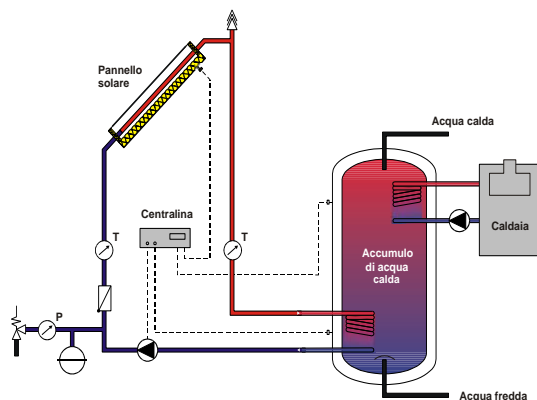 Pannello
solare
Acqua calda
Centralina
T
T
Caldaia
Accumulo
di acqua
calda
P
Acqua fredda